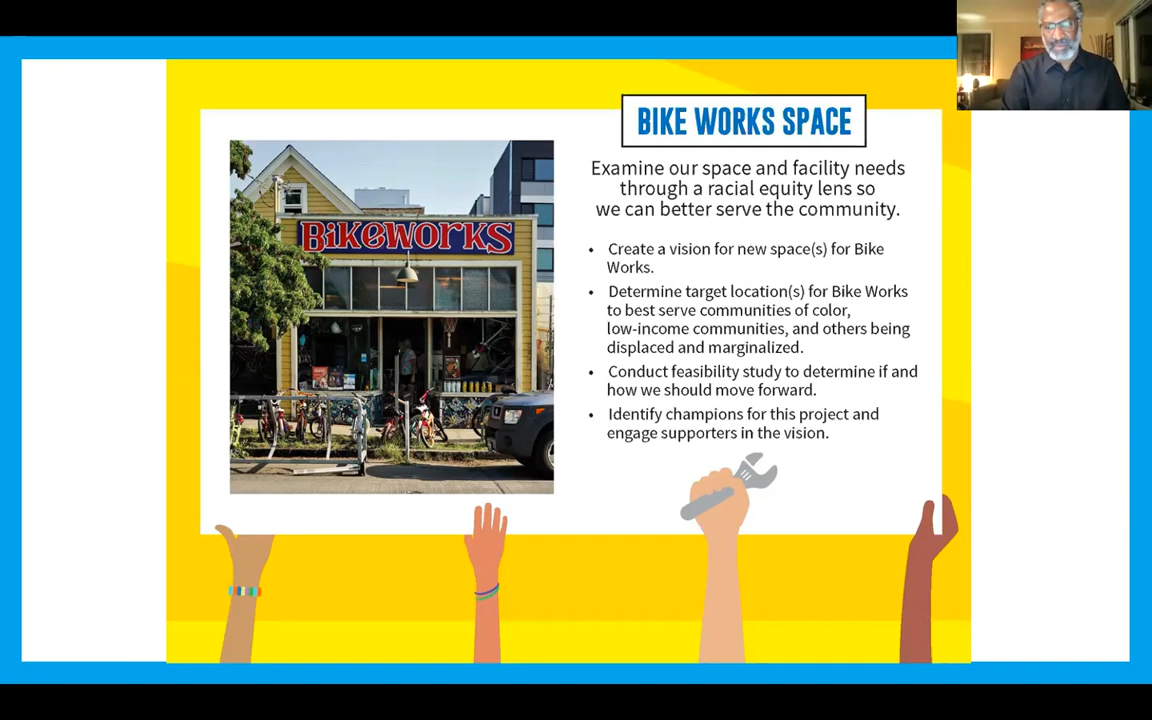 BIKE WORKS SPACE
Examine our space and facility needs
through a racial equity lens so
we can better serve the community.
Bikeworks
• Create a vision for new space(s) for Bike
Works.
• Determine target location(s) for Bike Works
to best serve communities of color,
low-income communities, and others being
displaced and marginalized.
• Conduct feasibility study to determine if and
how we should move forward.
• Identify champions for this project and
engage supporters in the vision.